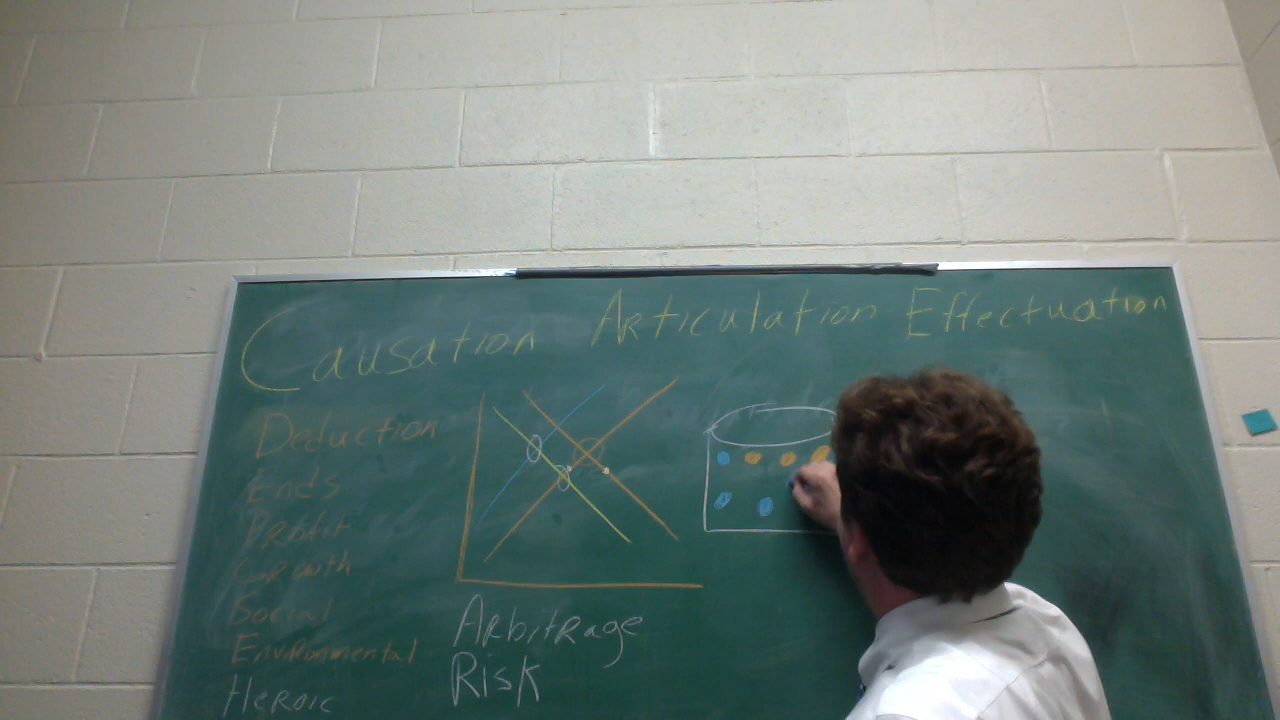 Causation Articulation Effectuation
Deduction
Ends
Profit
Growth
Social
Environmental
Heroic
Arbitrage
Risk